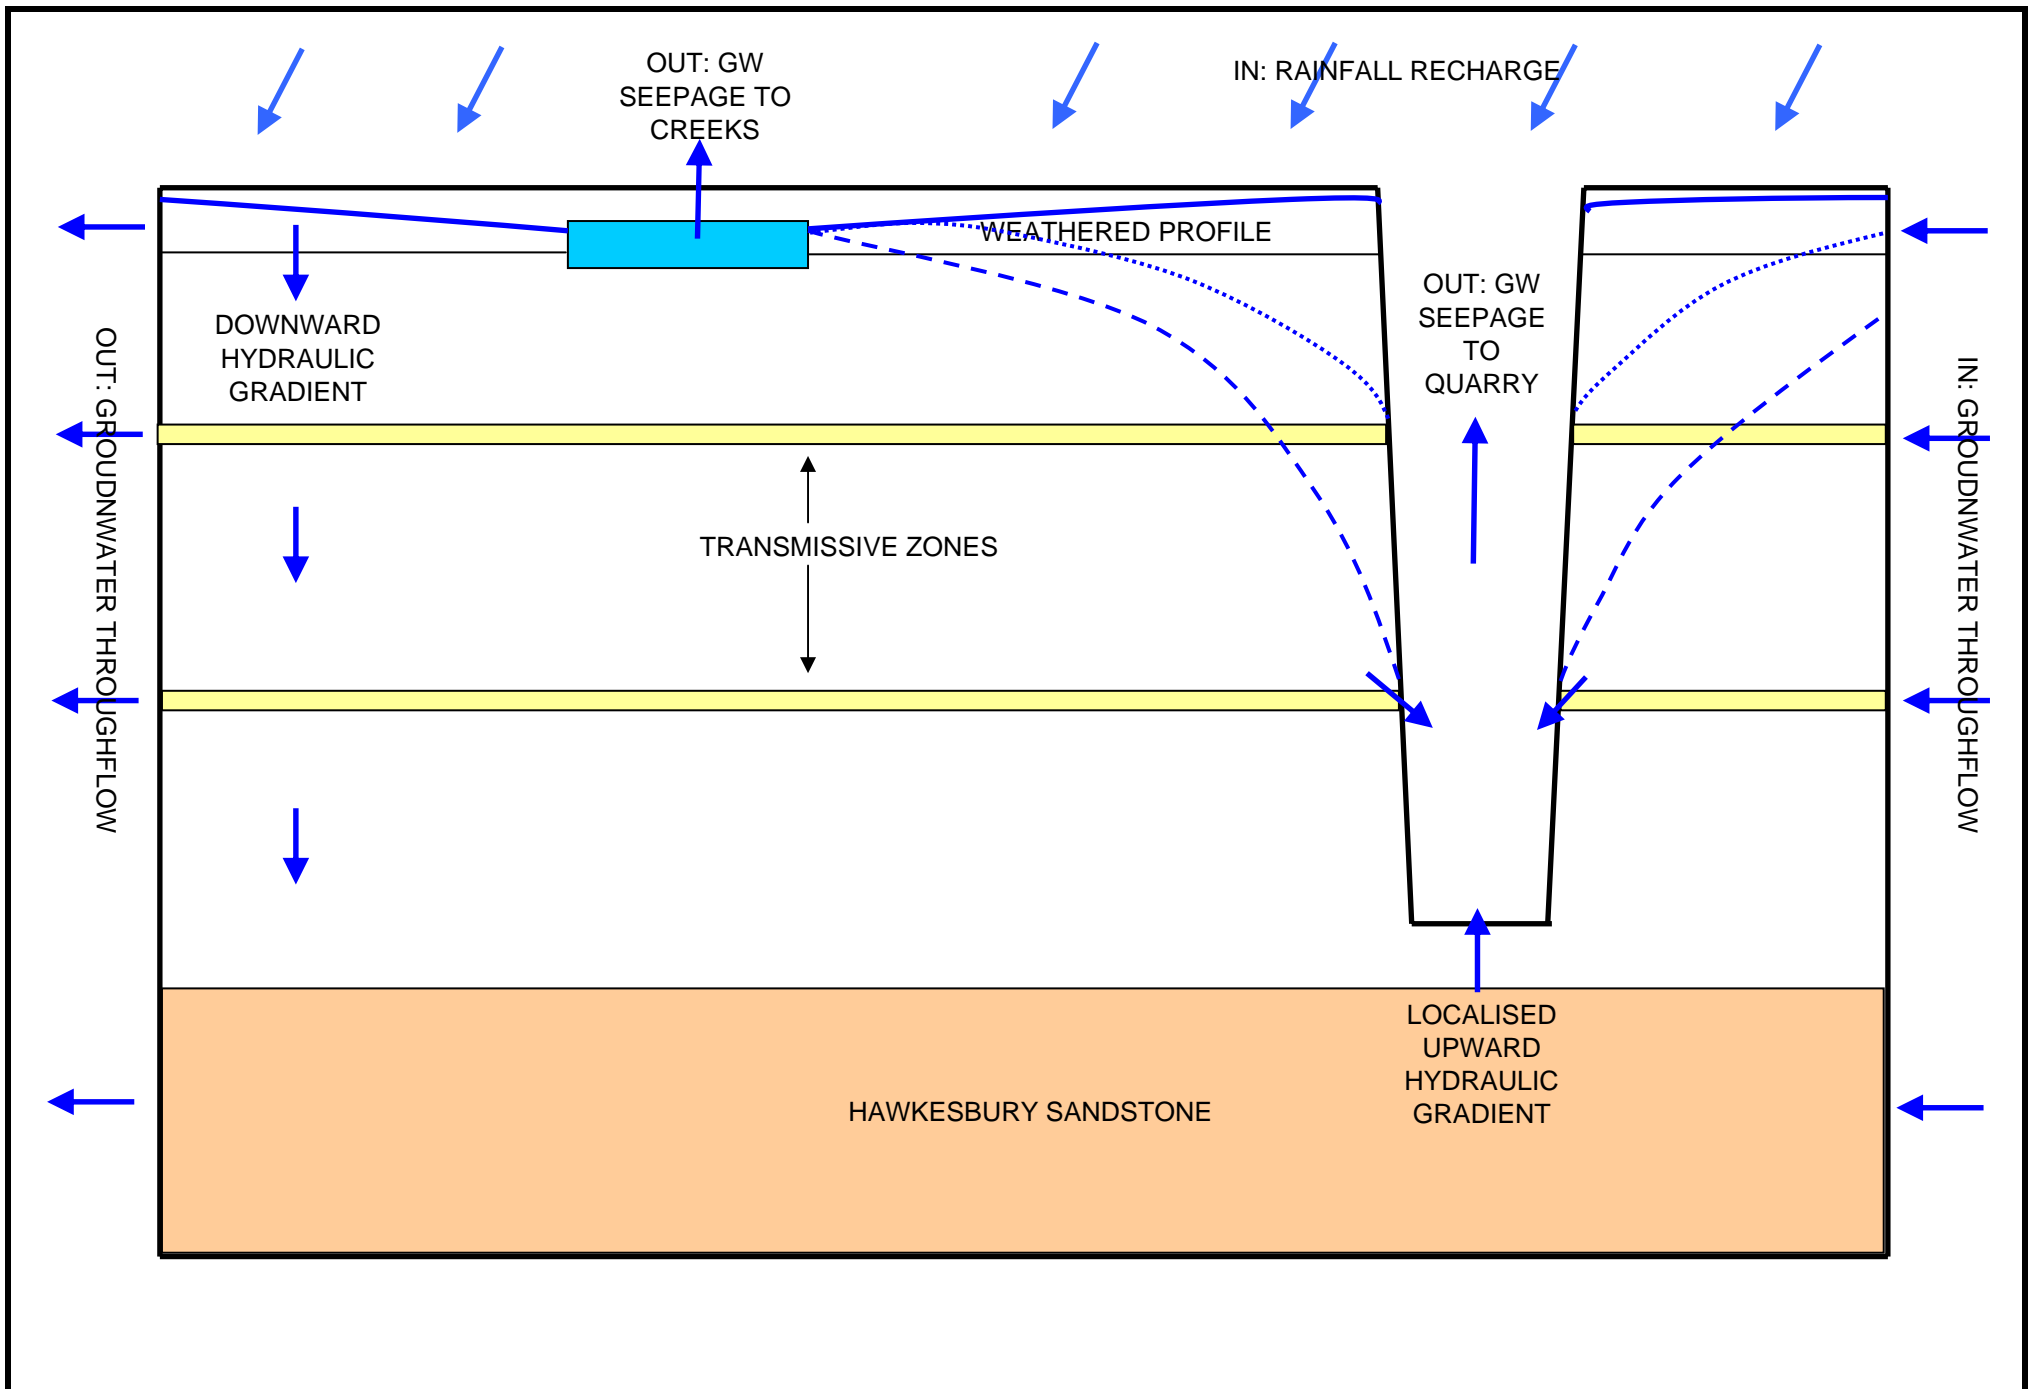 OUT: GW
SEEPAGE TO
CREEKS
IN: RAINFALL RECHARGE
WEATHERED PROFILE
OUT: GW
SEEPAGE
TO
QUARRY
DOWNWARD
HYDRAULIC
GRADIENT
OUT: GROUDNWATER THROUGHFLOW
IN: GROUDNWATER THROUGHFLOW
TRANSMISSIVE ZONES
LOCALISED
UPWARD
HYDRAULIC
GRADIENT
HAWKESBURY SANDSTONE